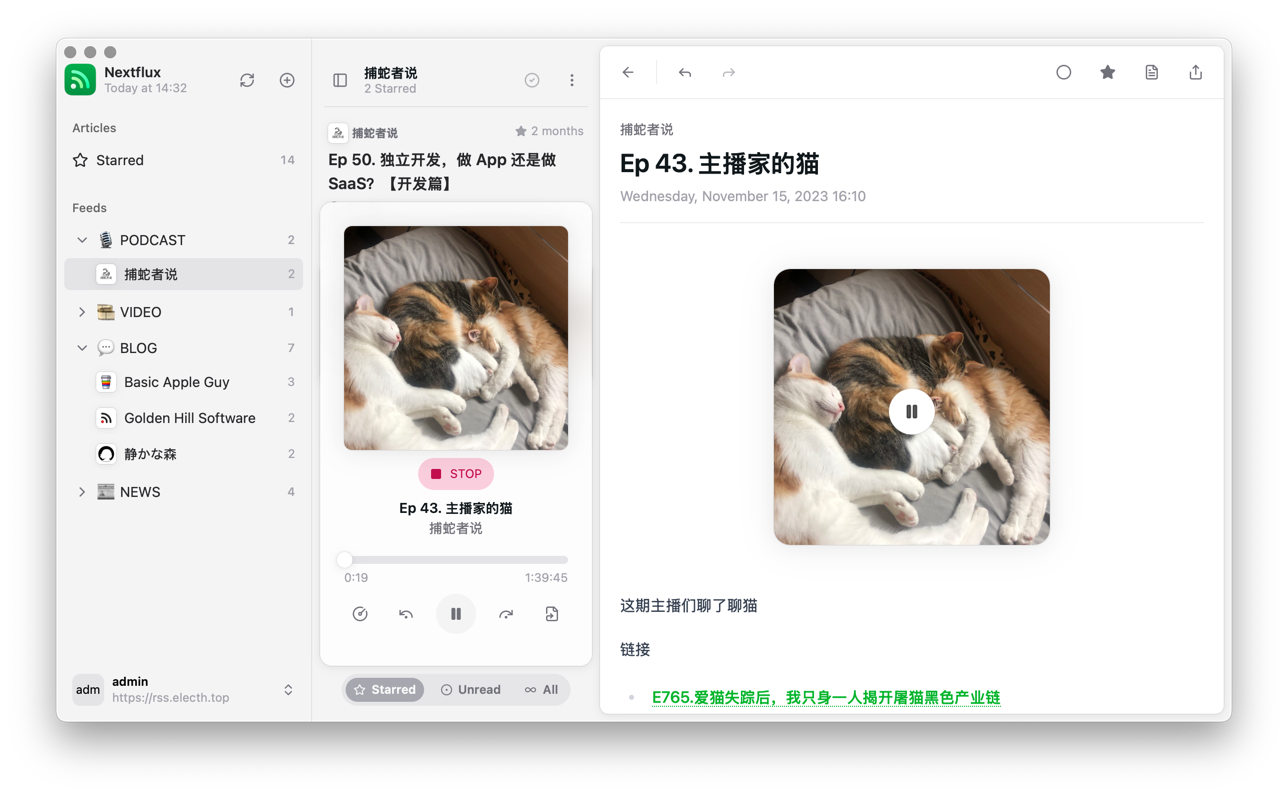 Nextflux
Today at 14:32
Articles
Starred 14
Feeds
PODCAST 2
捕蛇者说 2
VIDEO 1
BLOG 7
Basic Apple Guy 3
Golden Hill Software 2
静かな森 2
NEWS 4
adm
admin
https://rss.electh.top
捕蛇者说
2 Starred
捕蛇者说 2 months
Ep 50. 独立开发，做 App 还是做
SaaS？【开发篇】
STOP
Ep 43. 主播家的猫
捕蛇者说
0:19 1:39:45
Starred Unread All
捕蛇者说
Ep 43. 主播家的猫
Wednesday, November 15, 2023 16:10
这期主播们聊了聊猫
链接
E765.爱猫失踪后，我只身一人揭开屠猫黑色产业链